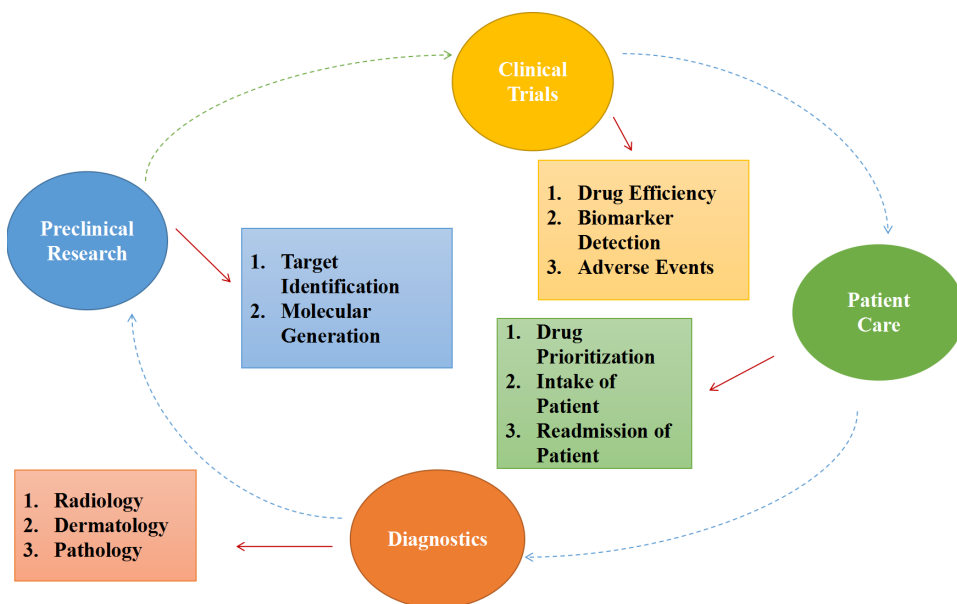 Clinical
Trials
Preclinical
Research
1. Drug Efficiency
2. Biomarker
Detection
3. Adverse Events
1. Target
Identification
2. Molecular
Generation
Patient
Care
1. Drug
Prioritization
2. Intake of
Patient
3. Readmission of
Patient
1. Radiology
2. Dermatology
3. Pathology
Diagnostics